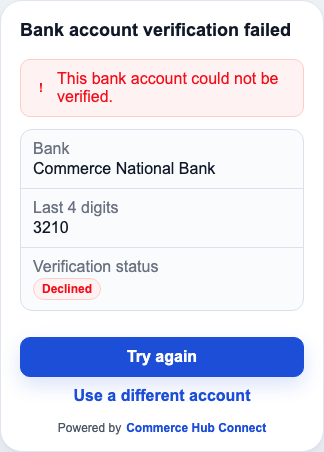 Bank account verification failed
! This bank account could not be
verified.
Bank
Commerce National Bank
Last 4 digits
3210
Verification status
Declined
Try again
Use a different account
Powered by Commerce Hub Connect